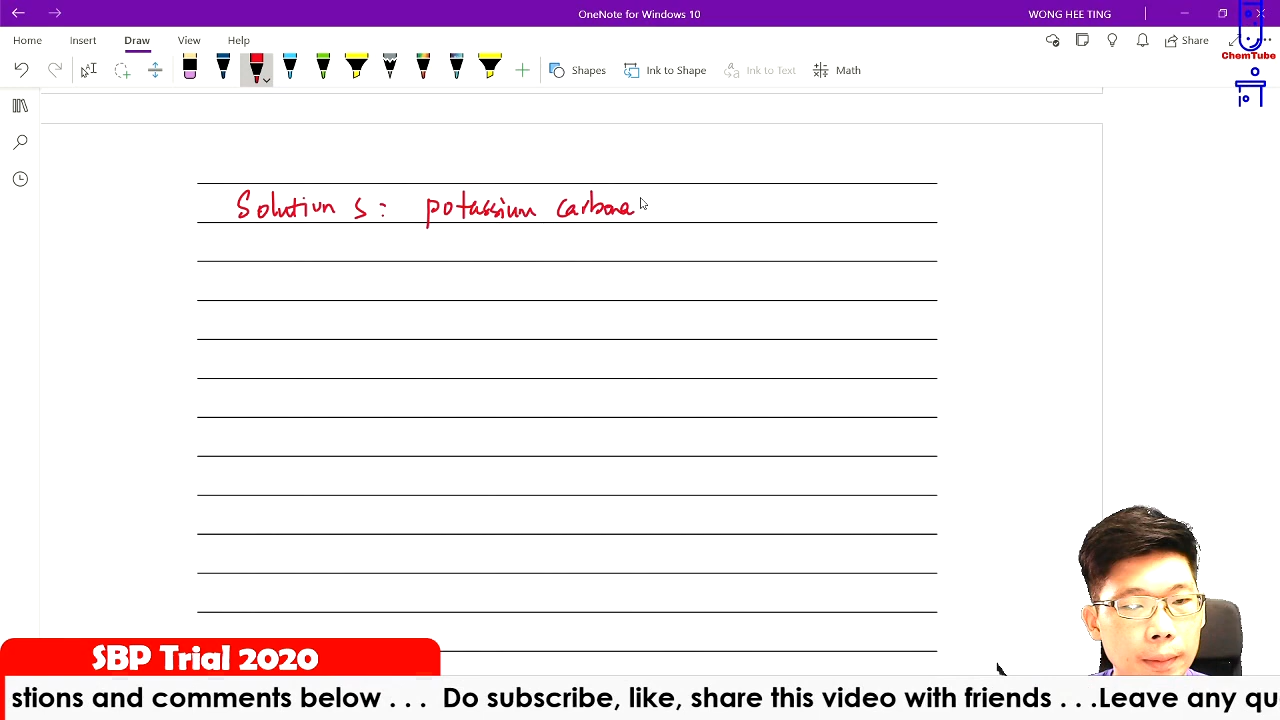 OneNote for Windows 10
WONG HEE TING
Home Insert Draw View Help
Share
ChemTube
Shapes Ink to Shape Ink to Text Math
Solution S : potassium carbona
SBP Trial 2020
stions and comments below . . . Do subscribe, like, share this video with friends . . .Leave any qu